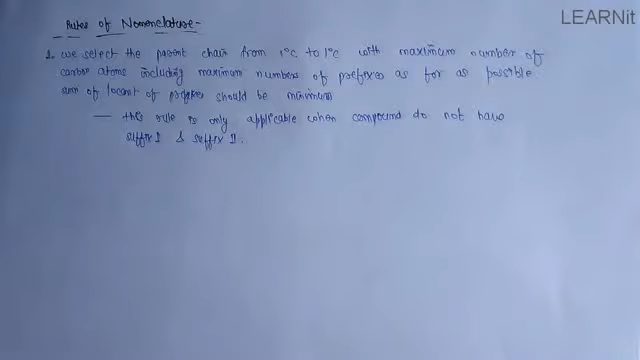 LEARNit
Rules of Nomenclature-
1. we select the parent chain from 1°C to 1°C with maximum number of
carbon atoms including maximum numbers of prefixes as for as possible
sum of locant of prefixes should be minimum
— this rule is only applicable when compound do not have
suffix I & suffix II.